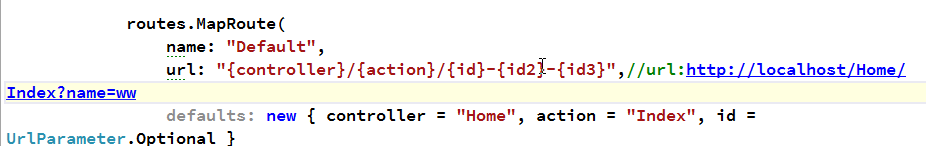 routes.MapRoute(
name: "Default",
url: "{controller}/{action}/{id}-{id2}-{id3}",//url:http://localhost/Home/
Index?name=ww
defaults: new { controller = "Home", action = "Index", id =
UrlParameter.Optional }